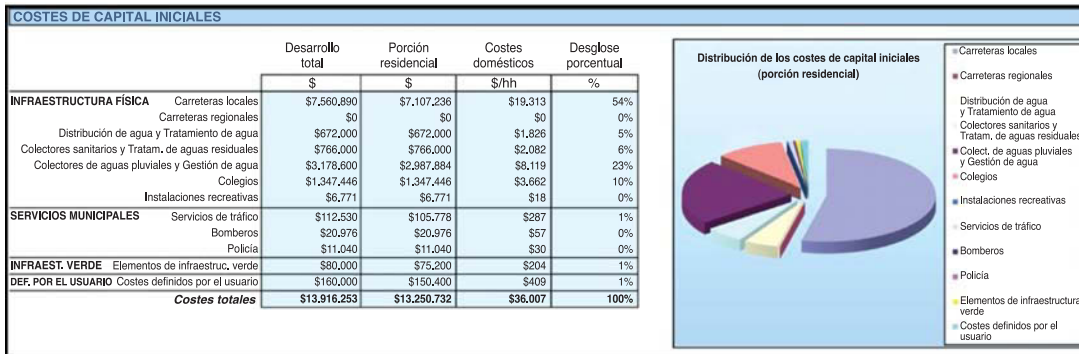 COSTES DE CAPITAL INICIALES
Desarrollo total Porción residencial Costes domésticos Desglose porcentual
$ $ $/hh %
INFRAESTRUCTURA FÍSICA Carreteras locales $7.560.890 $7.107.236 $19.313 54%
Carreteras regionales $0 $0 $0 0%
Distribución de agua y Tratamiento de agua $672.000 $672.000 $1.826 5%
Colectores sanitarios y Tratam. de aguas residuales $766.000 $766.000 $2.082 6%
Colectores de aguas pluviales y Gestión de agua $3.178.600 $2.987.884 $8.119 23%
Colegios $1.347.446 $1.347.446 $3.662 10%
Instalaciones recreativas $6.771 $6.771 $18 0%
SERVICIOS MUNICIPALES Servicios de tráfico $112.530 $105.778 $287 1%
Bomberos $20.976 $20.976 $57 0%
Policía $11.040 $11.040 $30 0%
INFRAEST. VERDE Elementos de infraestruc. verde $80.000 $75.200 $204 1%
DEF. POR EL USUARIO Costes definidos por el usuario $160.000 $150.400 $409 1%
Costes totales $13.916.253 $13.250.732 $36.007 100%
Distribución de los costes de capital iniciales
(porción residencial)
Carreteras locales
Carreteras regionales
Distribución de agua
y Tratamiento de agua
Colectores sanitarios y
Tratam. de aguas residuales
Colect. de aguas pluviales
y Gestión de agua
Colegios
Instalaciones recreativas
Servicios de tráfico
Bomberos
Policía
Elementos de infraestructura
verde
Costes definidos por el
usuario